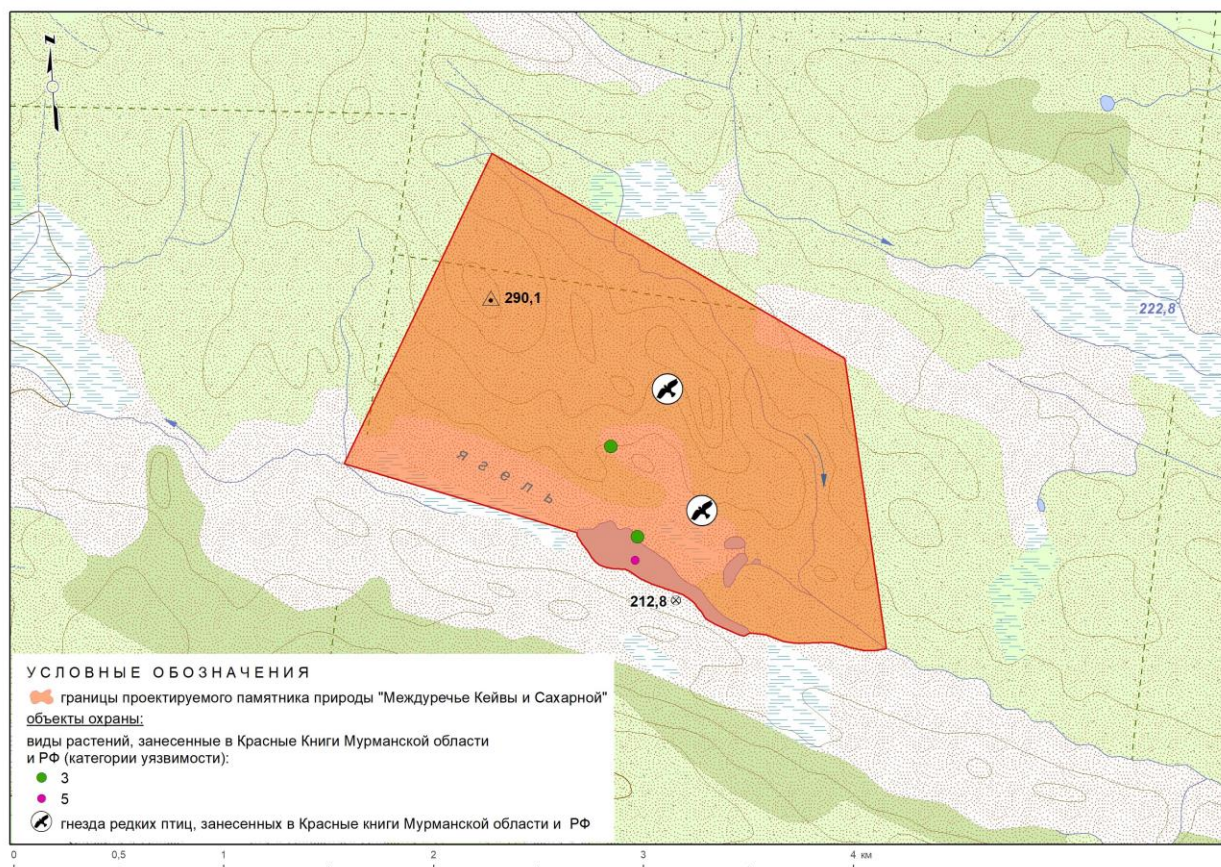 N
290,1
222,8
ягель
212,8
УСЛОВНЫЕ ОБОЗНАЧЕНИЯ
границы проектируемого памятника природы "Междуречье Кейвы и Сахарной"
объекты охраны:
виды растений, занесенные в Красные Книги Мурманской области
и РФ (категории уязвимости):
3
5
гнезда редких птиц, занесенных в Красные книги Мурманской области и РФ
0 0,5 1 2 3 4 км